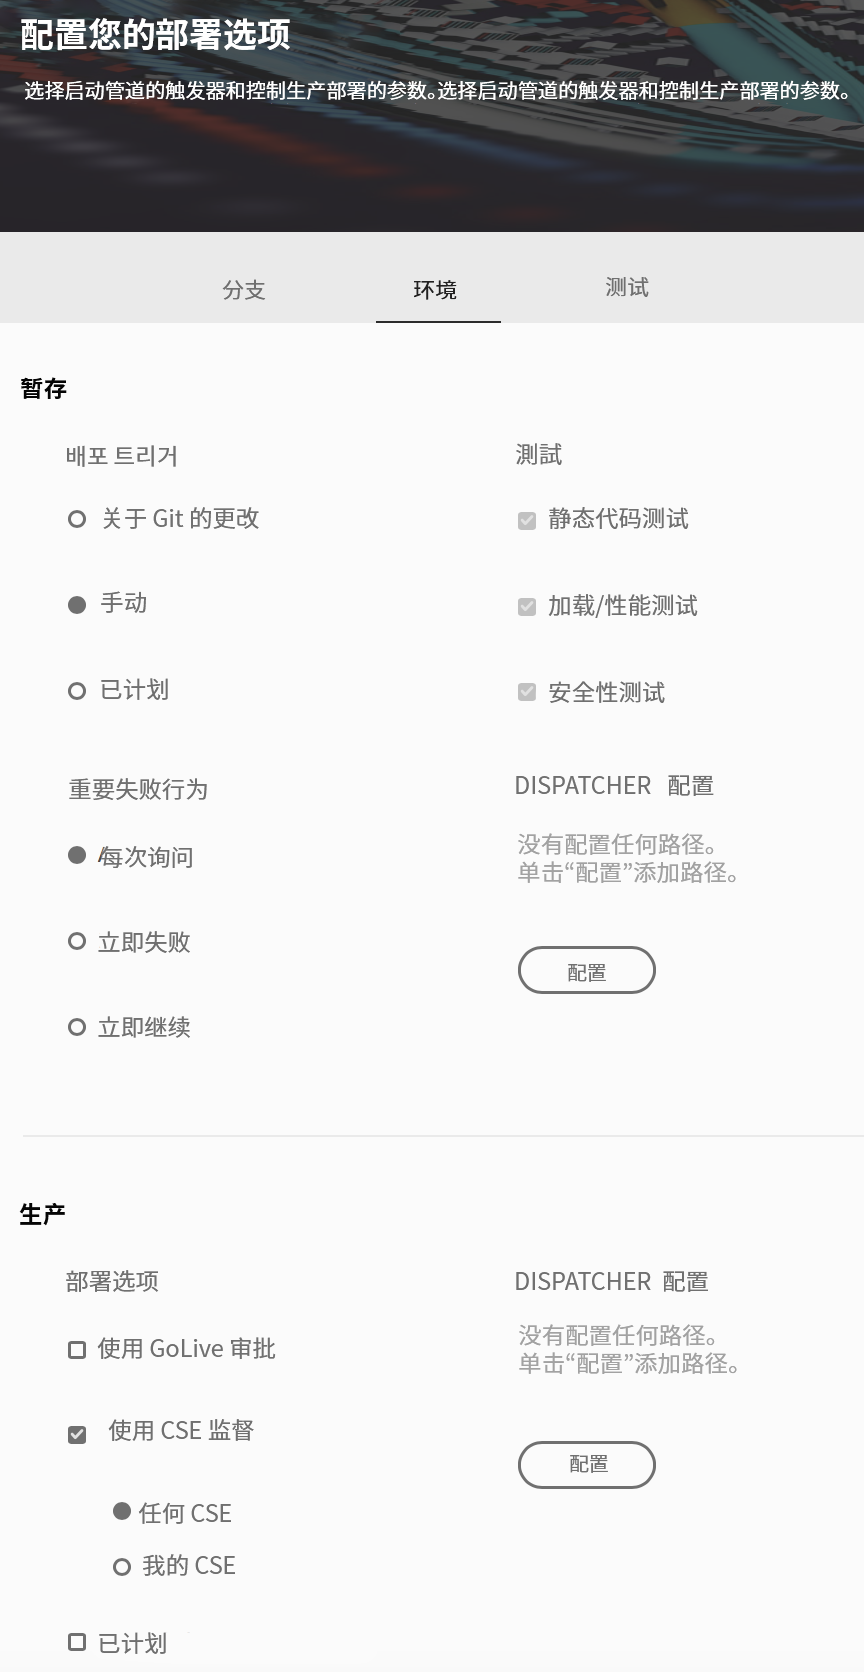 配置您的部署选项
选择启动管道的触发器和控制生产部署的参数。选择启动管道的触发器和控制生产部署的参数。
分支
环境
测试
暂存
배포 트리거
关于 Git 的更改
手动
已计划
重要失败行为
每次询问
立即失败
立即继续
測試
静态代码测试
加载/性能测试
安全性测试
DISPATCHER 配置
没有配置任何路径。
单击“配置”添加路径。
配置
生产
部署选项
使用 GoLive 审批
使用 CSE 监督
任何 CSE
我的 CSE
已计划
DISPATCHER 配置
没有配置任何路径。
单击“配置”添加路径。
配置